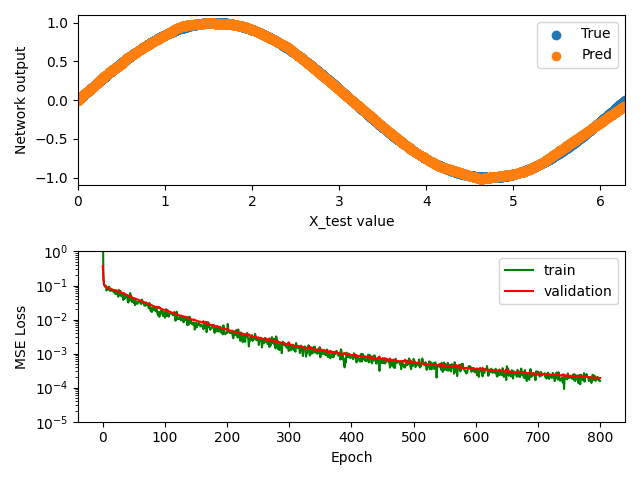 1.0
0.5
0.0
−0.5
−1.0
Network output
True
Pred
0 1 2 3 4 5 6
X_test value
10^0
10^−1
10^−2
10^−3
10^−4
10^−5
MSE Loss
train
validation
0 100 200 300 400 500 600 700 800
Epoch